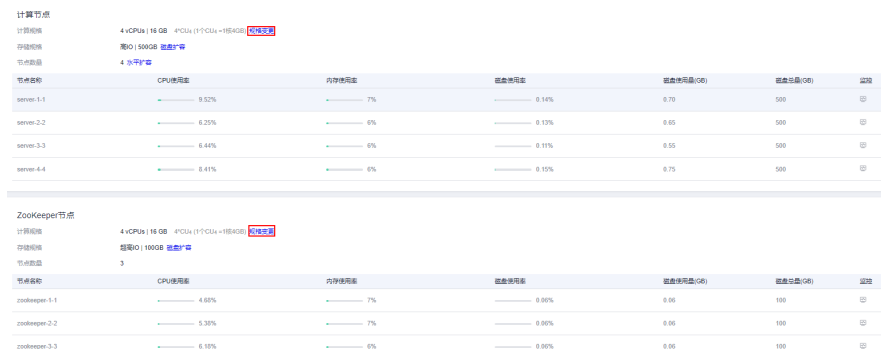 计算节点
计算规格 4 vCPUs | 16 GB 4*CUs (1个CUs =1核4GB) 规格变更
存储规格 高IO | 500GB 磁盘扩容
节点数量 4 水平扩容
节点名称 CPU使用率 内存使用率 磁盘使用率 磁盘使用量(GB) 磁盘总量(GB) 监控
server-1-1 9.52% 7% 0.14% 0.70 500
server-2-2 6.25% 6% 0.13% 0.65 500
server-3-3 6.44% 6% 0.11% 0.55 500
server-4-4 8.41% 6% 0.15% 0.75 500
ZooKeeper节点
计算规格 4 vCPUs | 16 GB 4*CUs (1个CUs =1核4GB) 规格变更
存储规格 超高IO | 100GB 磁盘扩容
节点数量 3
节点名称 CPU使用率 内存使用率 磁盘使用率 磁盘使用量(GB) 磁盘总量(GB) 监控
zookeeper-1-1 4.68% 7% 0.06% 0.06 100
zookeeper-2-2 5.38% 7% 0.06% 0.06 100
zookeeper-3-3 6.18% 6% 0.06% 0.06 100